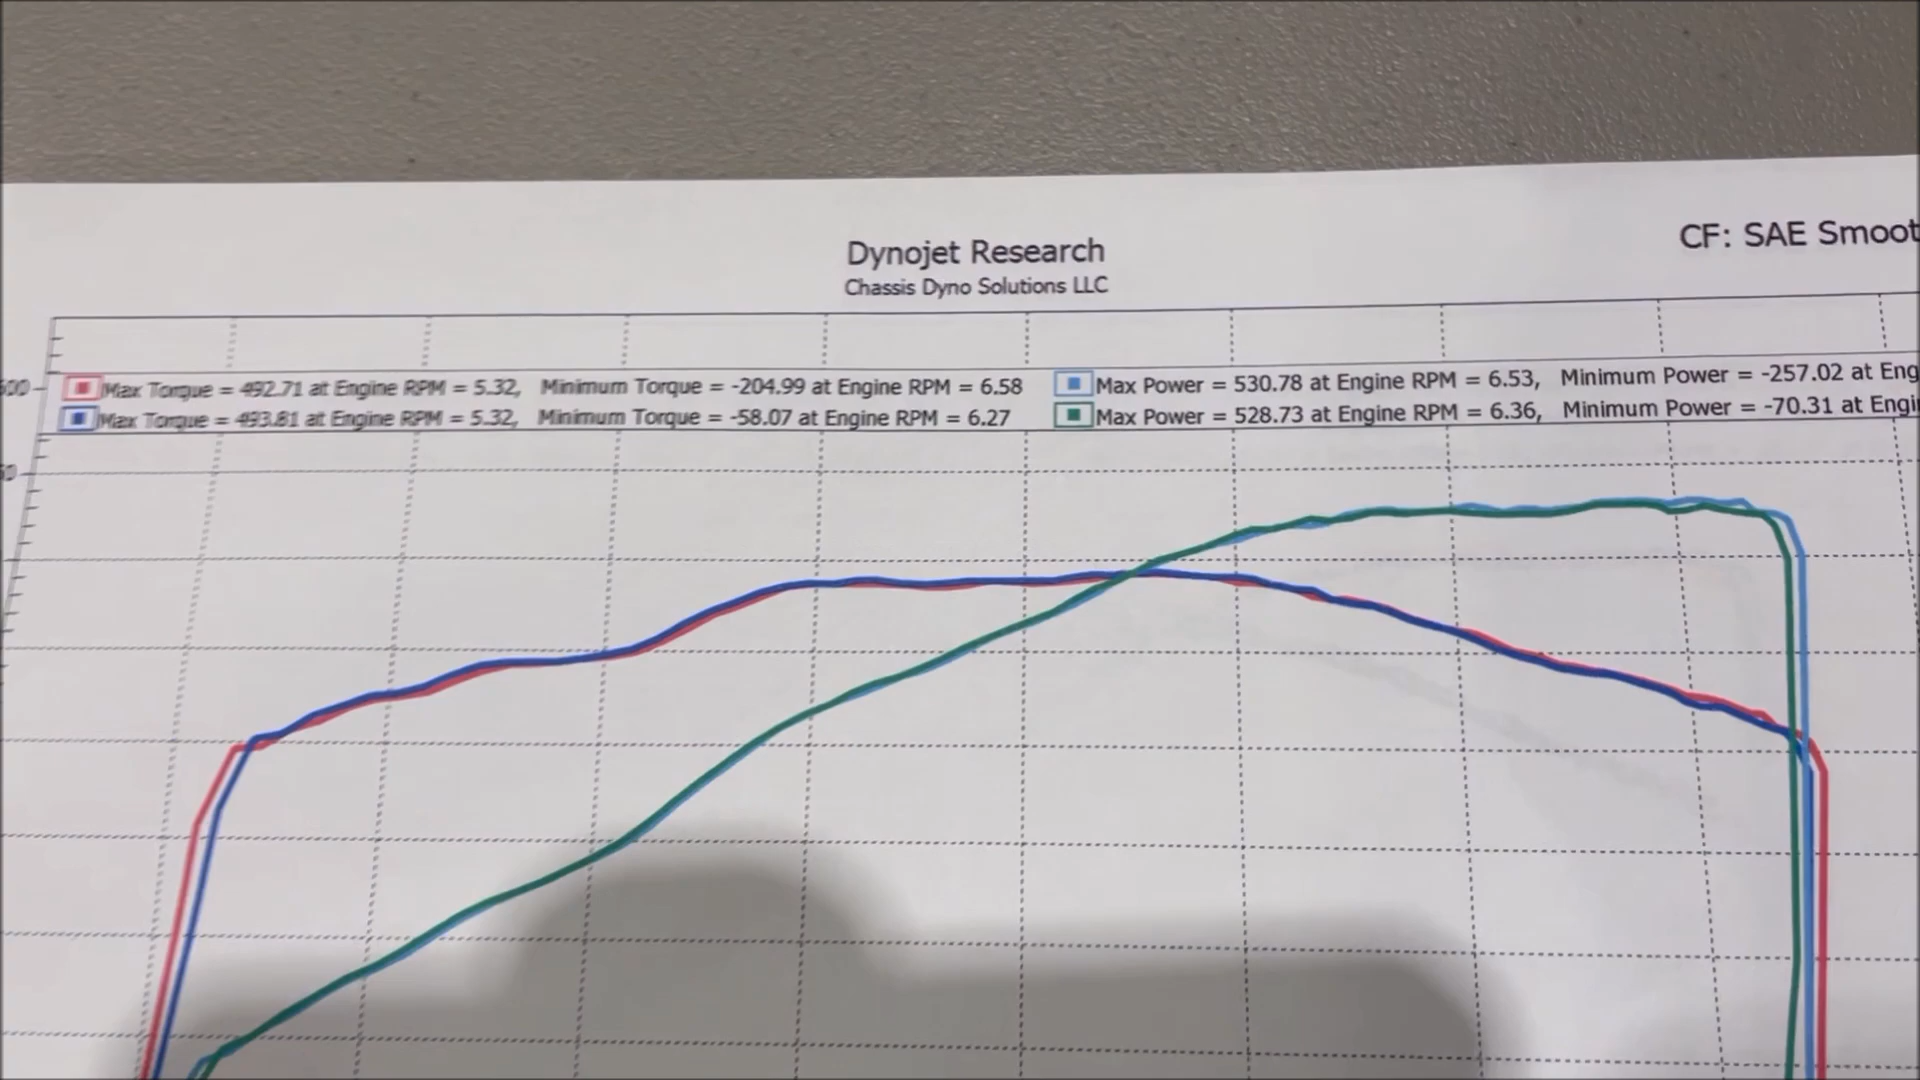 CF: SAE Smoot
Dynojet Research
Chassis Dyno Solutions LLC
Max Torque = 492.71 at Engine RPM = 5.32, Minimum Torque = -204.99 at Engine RPM = 6.58
Max Torque = 493.81 at Engine RPM = 5.32, Minimum Torque = -58.07 at Engine RPM = 6.27
Max Power = 530.78 at Engine RPM = 6.53, Minimum Power = -257.02 at Eng
Max Power = 528.73 at Engine RPM = 6.36, Minimum Power = -70.31 at Engi